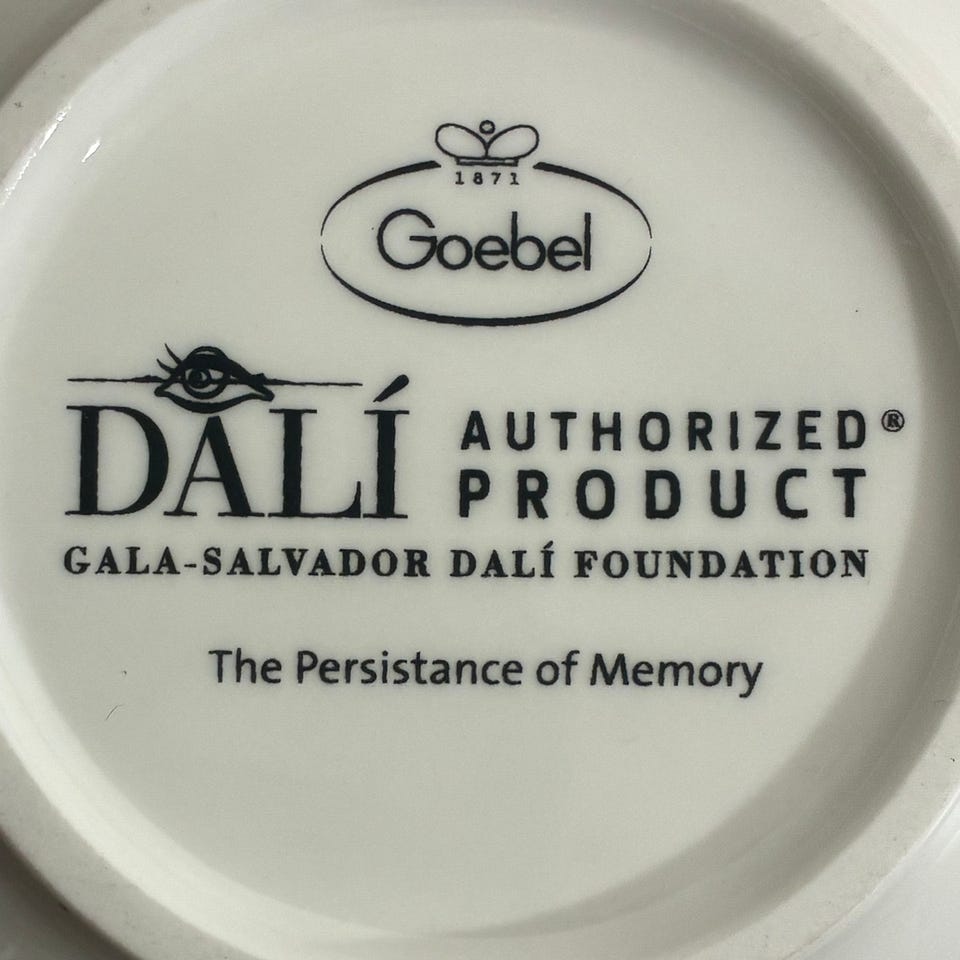 1871
Goebel
DALÍ AUTHORIZED®
PRODUCT
GALA-SALVADOR DALÍ FOUNDATION
The Persistance of Memory